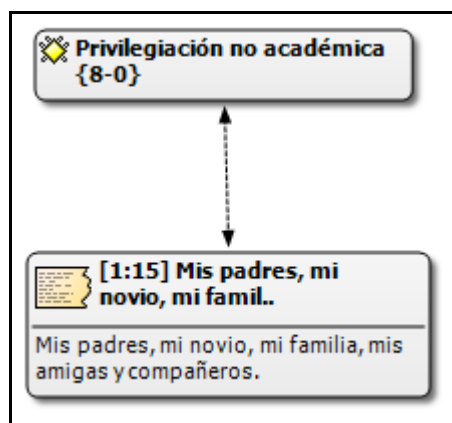 Privilegiación no académica
{8-0}
[1:15] Mis padres, mi
novio, mi famil..
Mis padres, mi novio, mi familia, mis
amigas y compañeros.